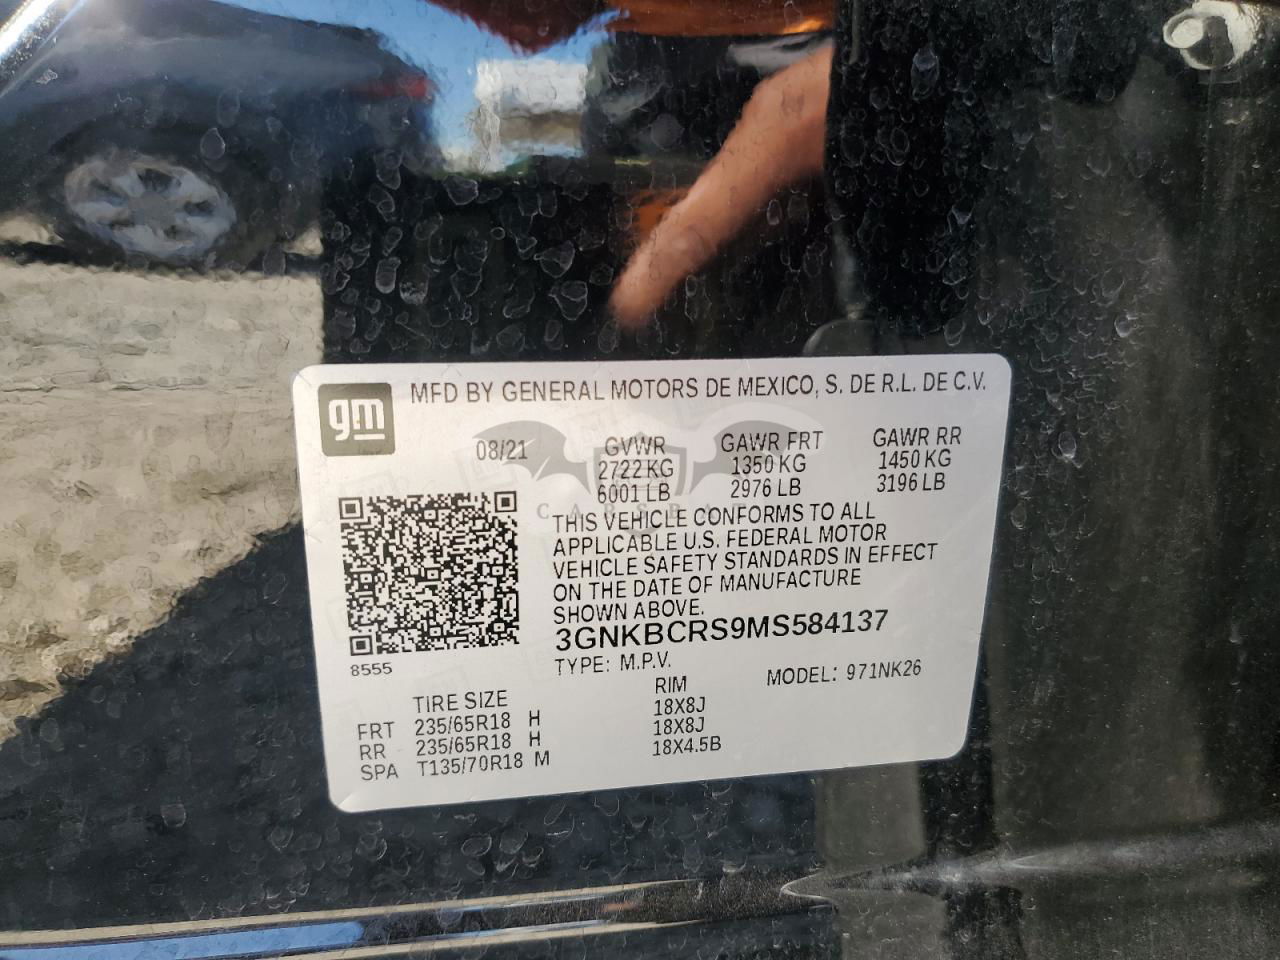 gm
MFD BY GENERAL MOTORS DE MEXICO, S. DE R.L. DE C.V.
08/21 GVWR GAWR FRT GAWR RR
2722 KG 1350 KG 1450 KG
6001 LB 2976 LB 3196 LB
THIS VEHICLE CONFORMS TO ALL
APPLICABLE U.S. FEDERAL MOTOR
VEHICLE SAFETY STANDARDS IN EFFECT
ON THE DATE OF MANUFACTURE
SHOWN ABOVE.
3GNKBCRS9MS584137
8555
TYPE: M.P.V. MODEL: 971NK26
TIRE SIZE RIM
FRT 235/65R18 H 18X8J
RR 235/65R18 H 18X8J
SPA T135/70R18 M 18X4.5B